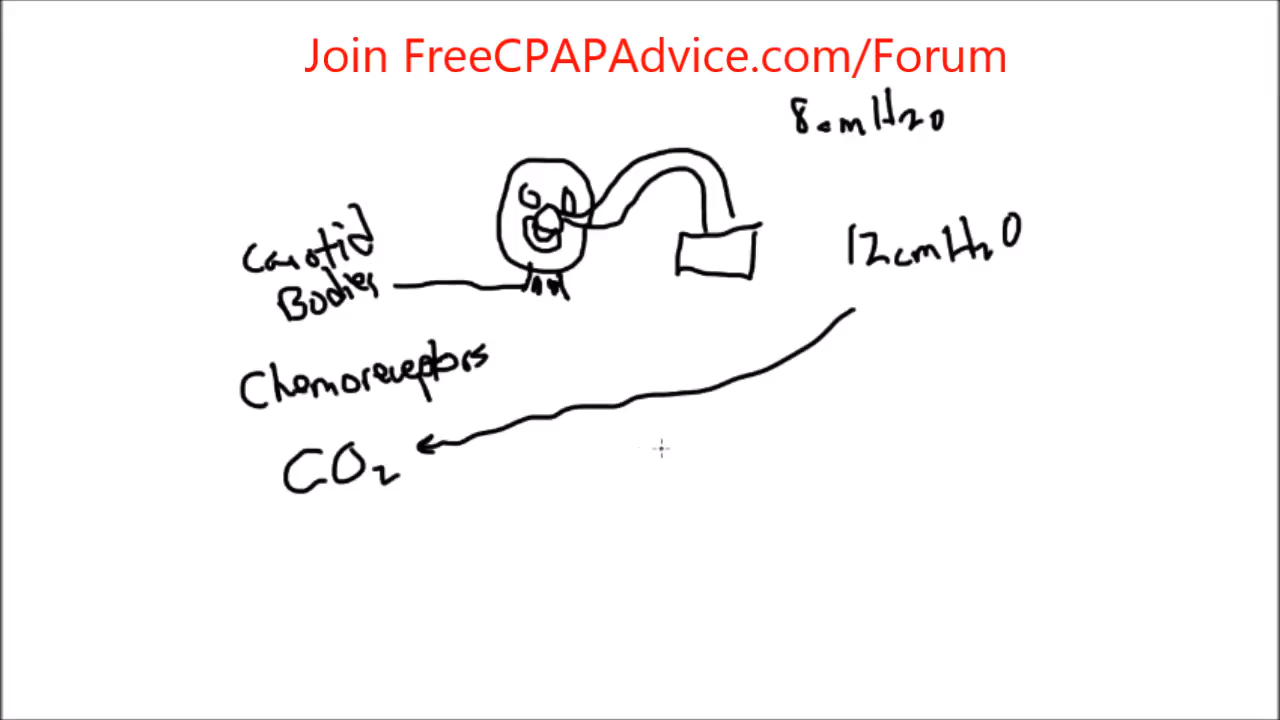 Join FreeCPAPAdvice.com/Forum
8cmH2O
12cmH2O
Carotid
Bodies
Chemoreceptors
CO2